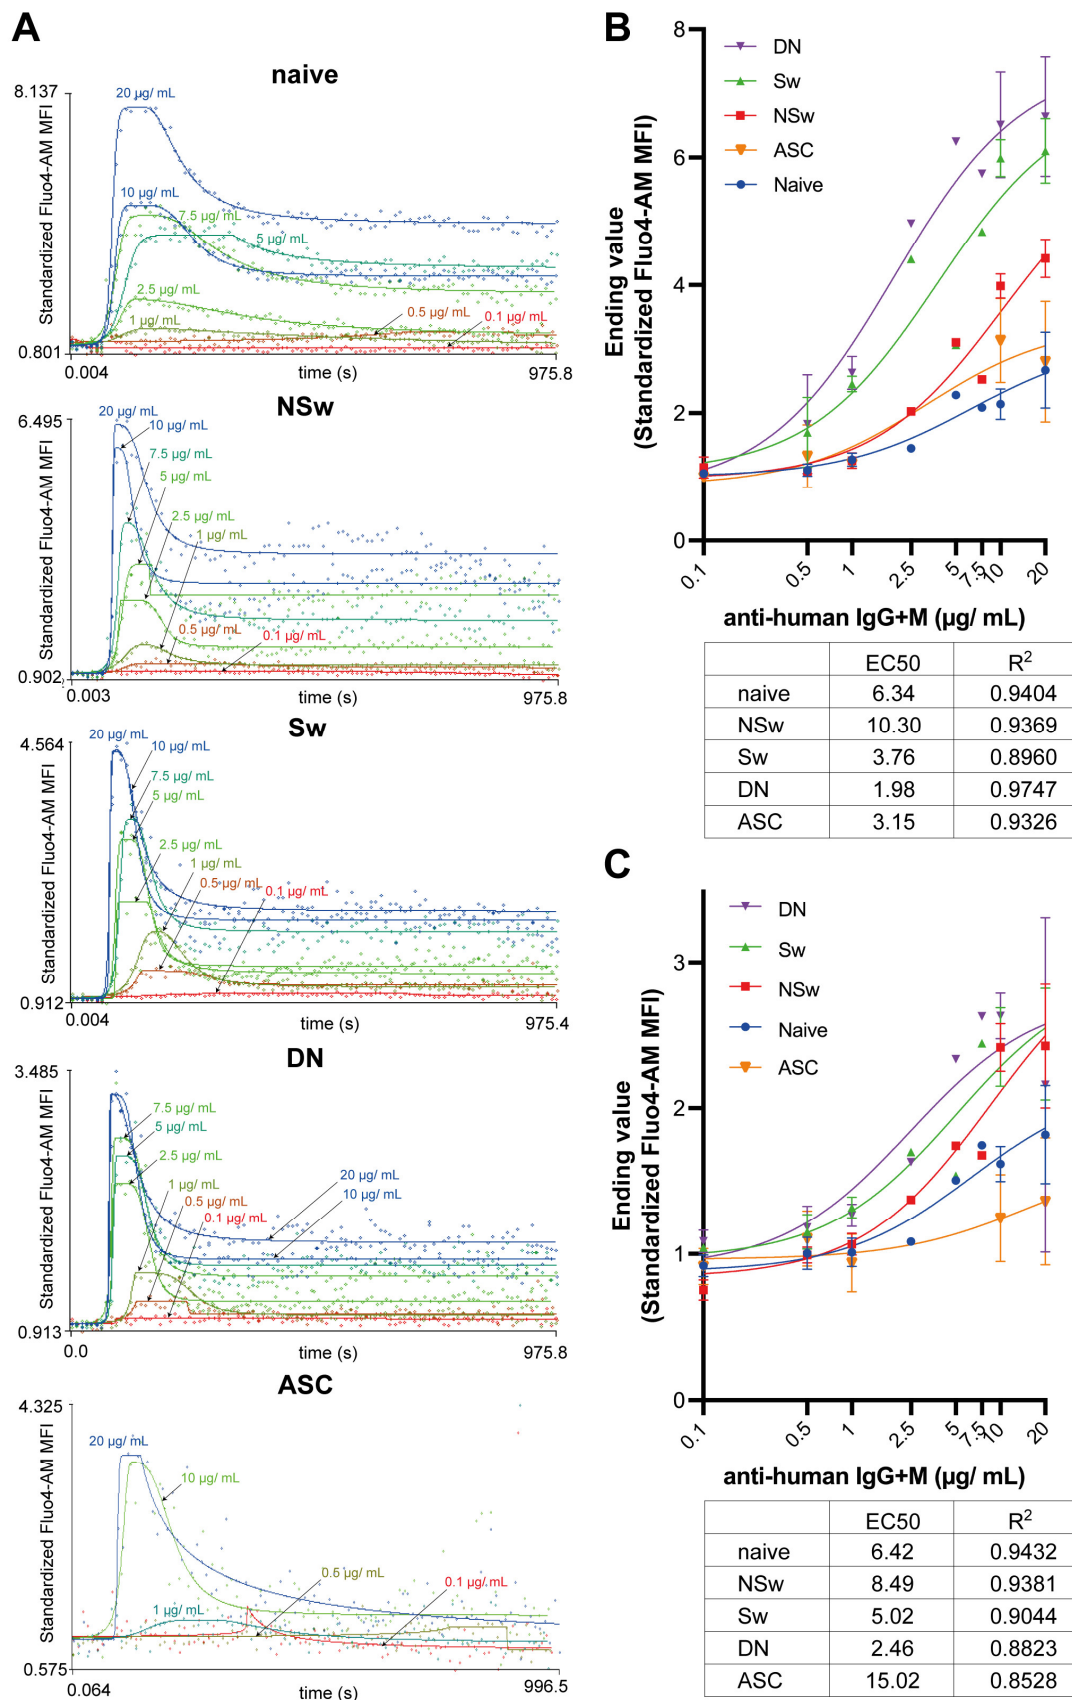 A
naive
8.137
Standardized Fluo4-AM MFI
20 µg/ mL
10 µg/ mL
7.5 µg/ mL
5 µg/ mL
2.5 µg/ mL
1 µg/ mL
0.5 µg/ mL
0.1 µg/ mL
0.801
0.004
time (s)
975.8
NSw
6.495
Standardized Fluo4-AM MFI
20 µg/ mL
10 µg/ mL
7.5 µg/ mL
5 µg/ mL
2.5 µg/ mL
1 µg/ mL
0.5 µg/ mL
0.1 µg/ mL
0.902
0.003
time (s)
975.8
Sw
4.564
Standardized Fluo4-AM MFI
20 µg/ mL
10 µg/ mL
7.5 µg/ mL
5 µg/ mL
2.5 µg/ mL
1 µg/ mL
0.5 µg/ mL
0.1 µg/ mL
0.912
0.004
time (s)
975.4
DN
3.485
Standardized Fluo4-AM MFI
7.5 µg/ mL
5 µg/ mL
2.5 µg/ mL
1 µg/ mL
0.5 µg/ mL
0.1 µg/ mL
20 µg/ mL
10 µg/ mL
0.913
0.0
time (s)
975.8
ASC
4.325
Standardized Fluo4-AM MFI
20 µg/ mL
10 µg/ mL
0.5 µg/ mL
0.1 µg/ mL
1 µg/ mL
0.575
0.064
time (s)
996.5
B
Ending value
(Standardized Fluo4-AM MFI)
8
6
4
2
0
DN
Sw
NSw
ASC
Naive
0.1 0.5 1 2.5 5 7.5 10 20
anti-human IgG+M (µg/ mL)
EC50 R2
naive 6.34 0.9404
NSw 10.30 0.9369
Sw 3.76 0.8960
DN 1.98 0.9747
ASC 3.15 0.9326
C
Ending value
(Standardized Fluo4-AM MFI)
3
2
1
0
DN
Sw
NSw
Naive
ASC
0.1 0.5 1 2.5 5 7.5 10 20
anti-human IgG+M (µg/ mL)
EC50 R2
naive 6.42 0.9432
NSw 8.49 0.9381
Sw 5.02 0.9044
DN 2.46 0.8823
ASC 15.02 0.8528